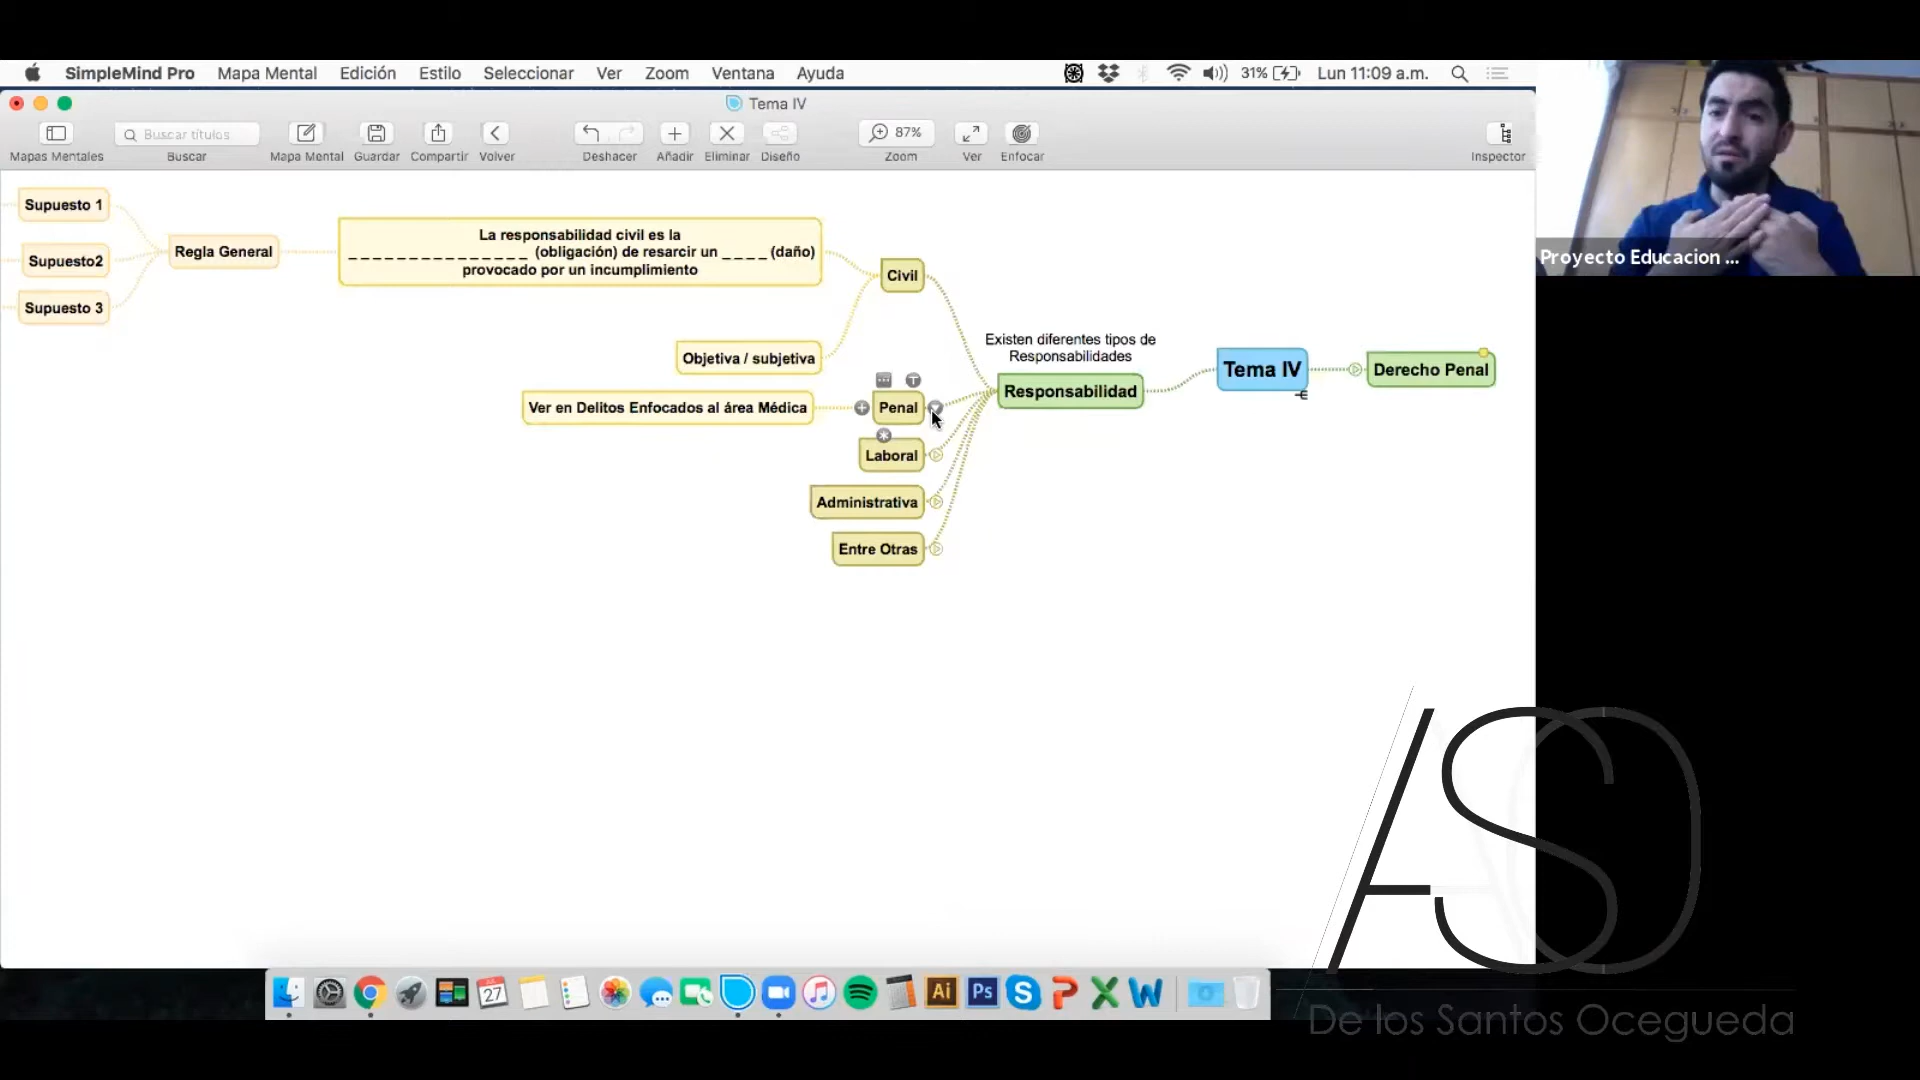 SimpleMind Pro Mapa Mental Edición Estilo Seleccionar Ver Zoom Ventana Ayuda 31% Lun 11:09 a.m.
Tema IV
Buscar títulos
87%
Mapas Mentales Buscar Mapa Mental Guardar Compartir Volver Deshacer Añadir Eliminar Diseño Zoom Ver Enfocar Inspector
Proyecto Educacion ...
Supuesto 1
Supuesto2
Supuesto 3
Regla General
La responsabilidad civil es la
_ _ _ _ _ _ _ _ _ _ _ _ _ _ _ (obligación) de resarcir un _ _ _ _ (daño)
provocado por un incumplimiento
Civil
Objetiva / subjetiva
Existen diferentes tipos de
Responsabilidades
Responsabilidad
Tema IV
Derecho Penal
Ver en Delitos Enfocados al área Médica
Penal
Laboral
Administrativa
Entre Otras
27
Ai
Ps
S
P
X
W
ASO
De los Santos Ocegueda